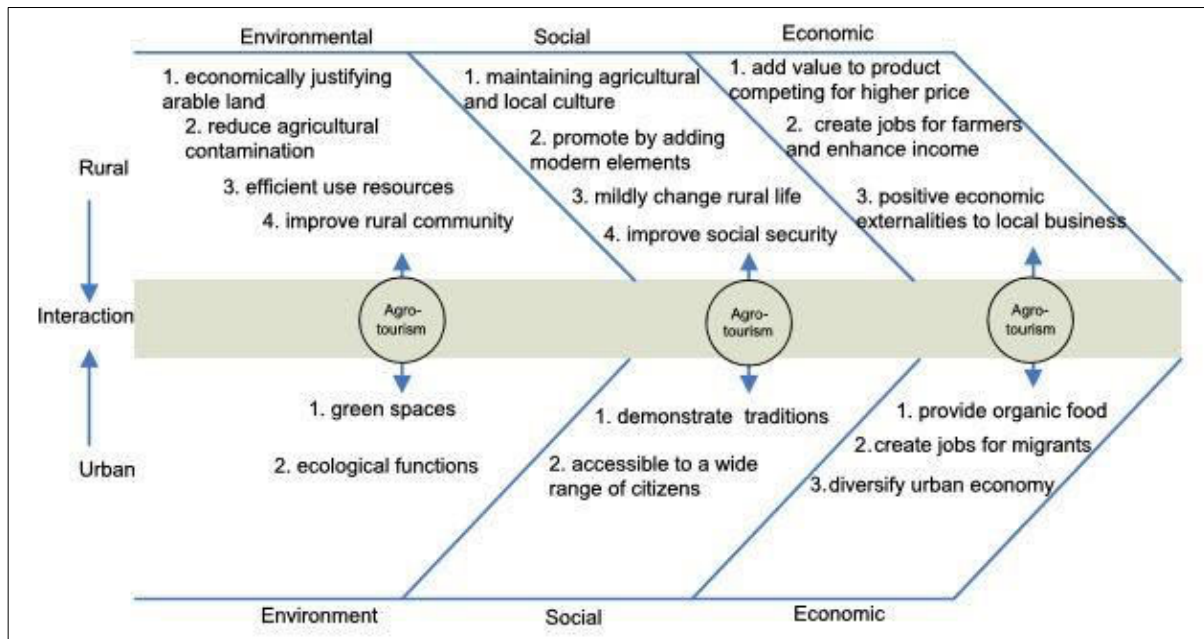 Environmental
Social
Economic
1. economically justifying
arable land
2. reduce agricultural
contamination
3. efficient use resources
4. improve rural community
1. maintaining agricultural
and local culture
2. promote by adding
modern elements
3. mildly change rural life
4. improve social security
1. add value to product
competing for higher price
2. create jobs for farmers
and enhance income
3. positive economic
externalities to local business
Rural
Interaction
Urban
Agro-
tourism
Agro-
tourism
Agro-
tourism
1. green spaces
2. ecological functions
1. demonstrate traditions
2. accessible to a wide
range of citizens
1. provide organic food
2.create jobs for migrants
3.diversify urban economy
Environment
Social
Economic